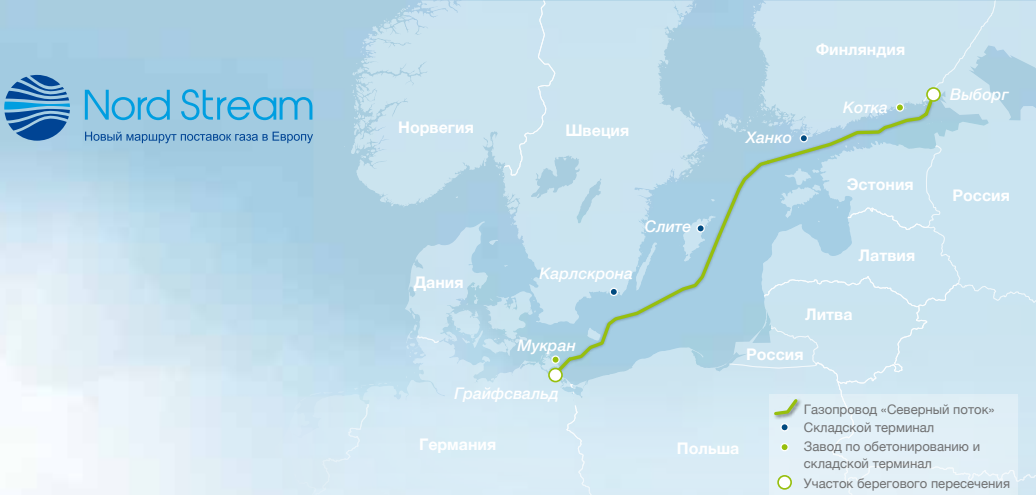 Nord Stream
Новый маршрут поставок газа в Европу
Финляндия
Выборг
Котка
Норвегия
Швеция
Ханко
Эстония
Россия
Слите
Латвия
Карлскрона
Дания
Литва
Мукран
Россия
Грайфсвальд
Германия
Польша
Газопровод «Северный поток»
Складской терминал
Завод по обетонированию и
складской терминал
Участок берегового пересечения